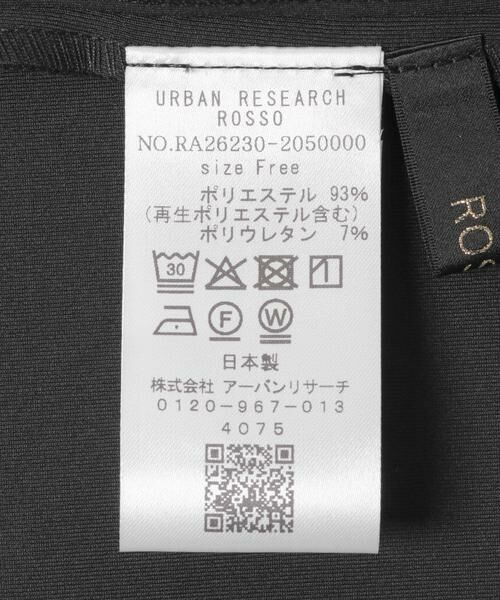 URBAN RESEARCH
ROSSO
NO.RA26230-2050000
size Free
ポリエステル 93%
(再生ポリエステル含む)
ポリウレタン 7%
30
F
W
日本製
株式会社 アーバンリサーチ
0120-967-013
4075
ROS